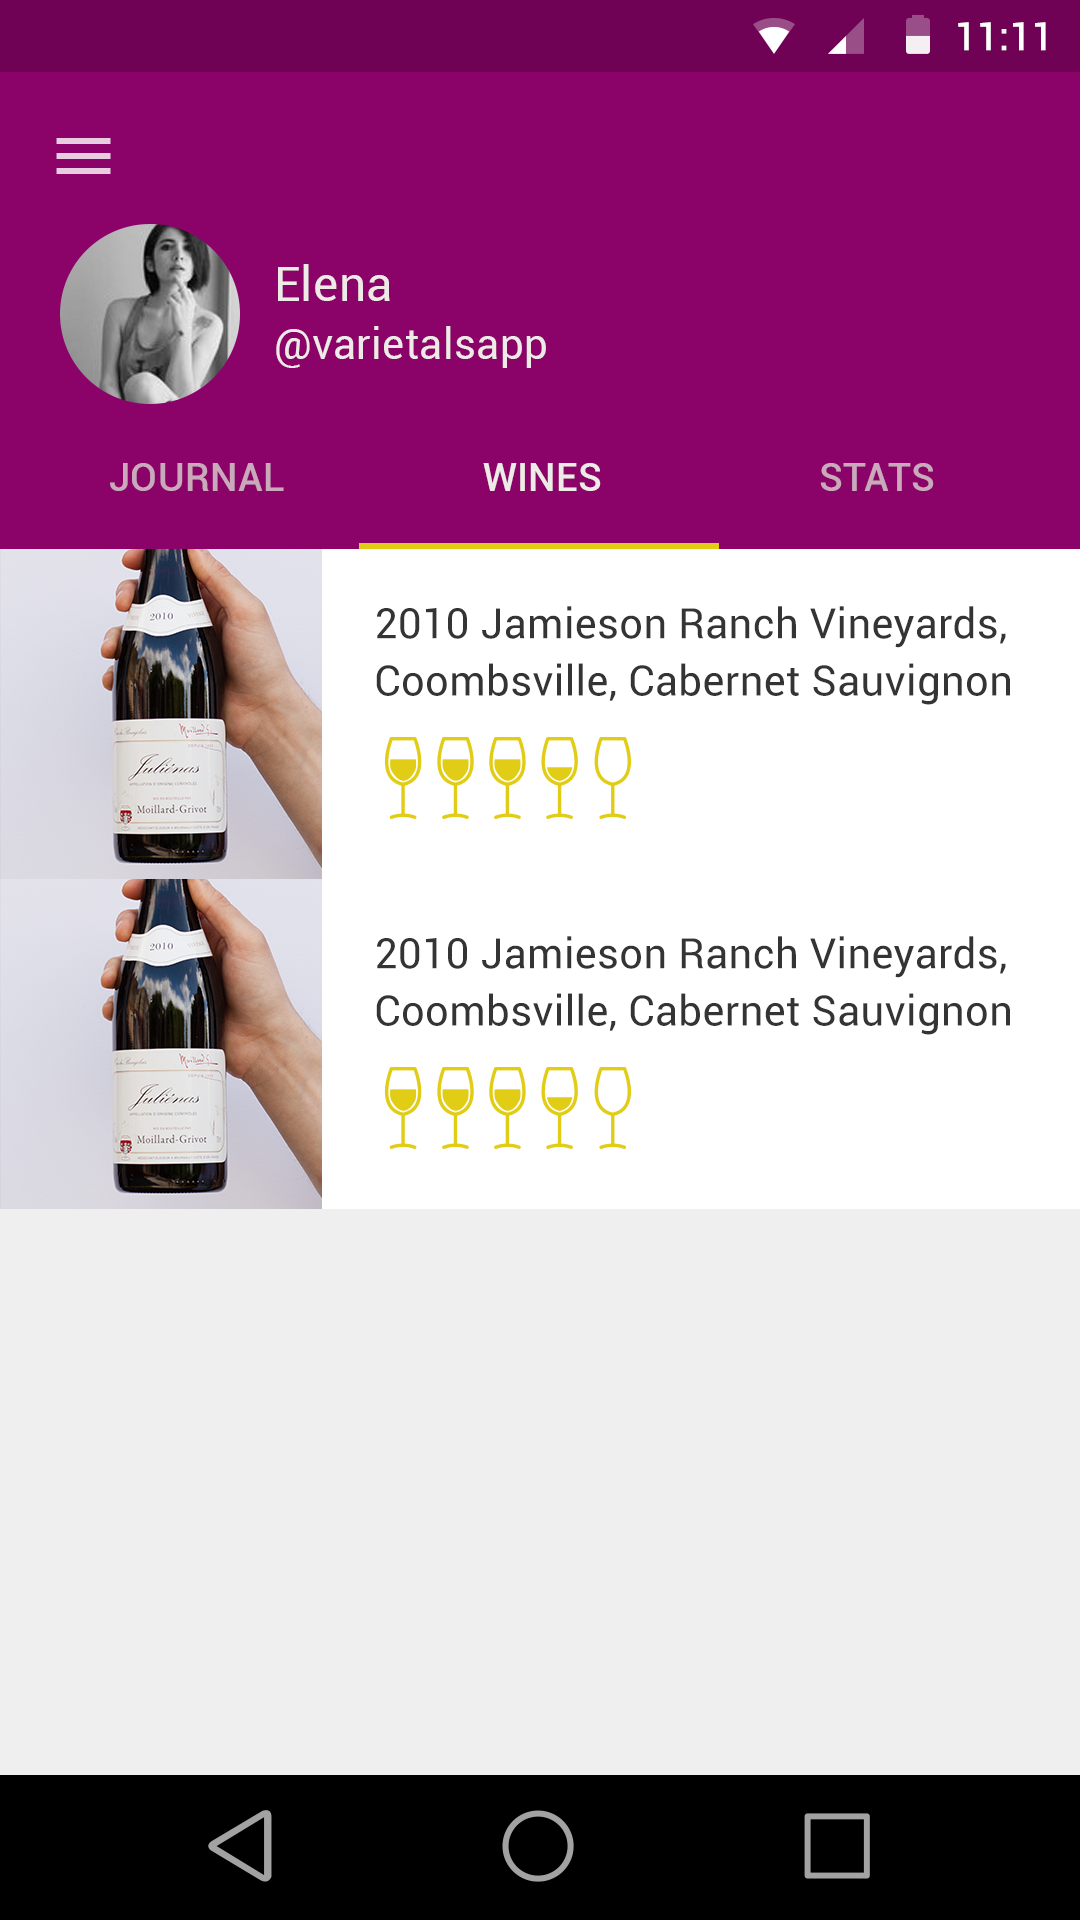 11:11
Elena
@varietalsapp
JOURNAL WINES STATS
2010
2010 Jamieson Ranch Vineyards,
Coombsville, Cabernet Sauvignon
Juliénas
Moillard-Grivot
2010
2010 Jamieson Ranch Vineyards,
Coombsville, Cabernet Sauvignon
Juliénas
Moillard-Grivot